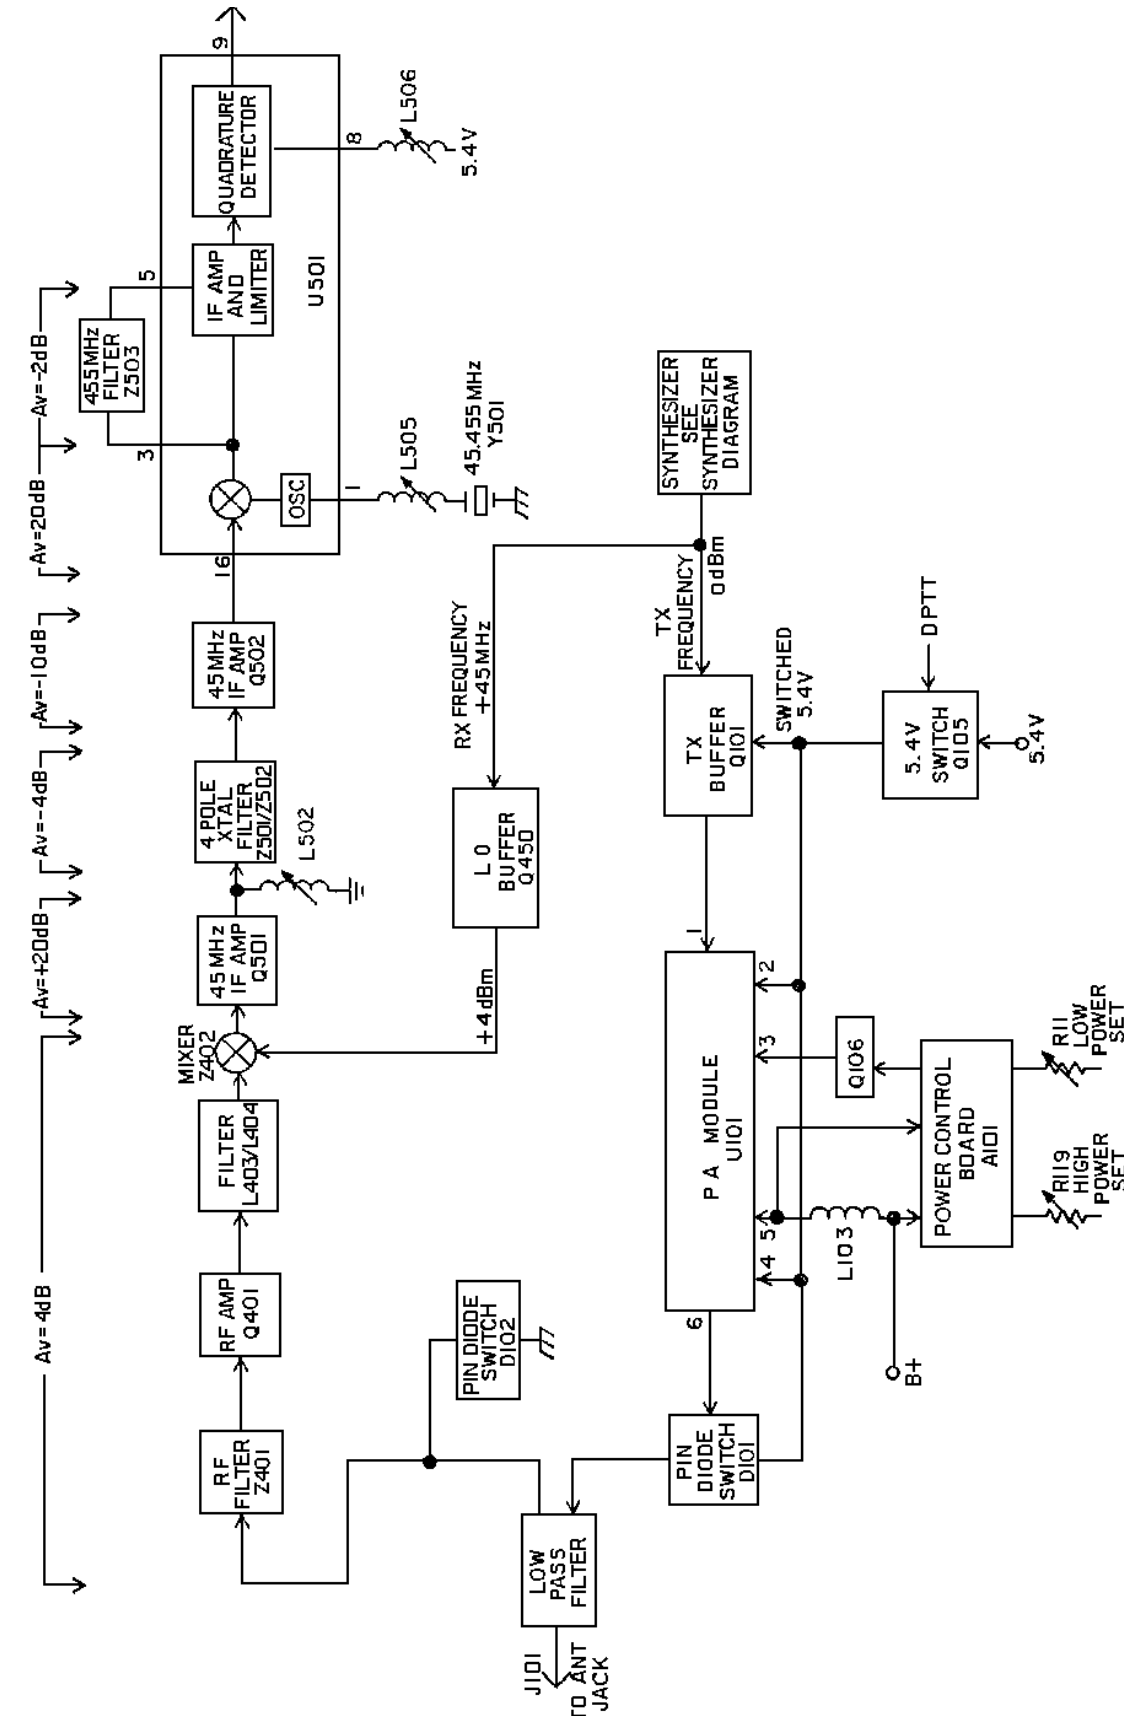 Av=4dB
Av=+20dB
Av=-4dB
Av=-10dB
Av=20dB
Av=-2dB
RF
FILTER
Z401
RF AMP
Q401
FILTER
L403/L404
MIXER
Z402
45 MHz
IF AMP
Q501
L502
4 POLE
XTAL
FILTER
Z501/Z502
45MHz
IF AMP
Q502
16
OSC
1
L505
45.455MHz
Y501
3
455MHz
FILTER
Z503
5
IF AMP
AND
LIMITER
U501
QUADRATURE
DETECTOR
8
L506
5.4V
9
PIN DIODE
SWITCH
D102
+4dBm
LO
BUFFER
Q450
RX FREQUENCY
+45MHz
SYNTHESIZER
SEE
SYNTHESIZER
DIAGRAM
J101
TO ANT
JACK
LOW
PASS
FILTER
PIN
DIODE
SWITCH
D101
6
PA MODULE
U101
4
5
3
2
1
TX
BUFFER
Q101
TX
FREQUENCY
0dBm
SWITCHED
5.4V
5.4V
SWITCH
Q105
DPTT
5.4V
B+
L103
Q106
POWER CONTROL
BOARD
A101
R119
HIGH
POWER
SET
R11
LOW
POWER
SET